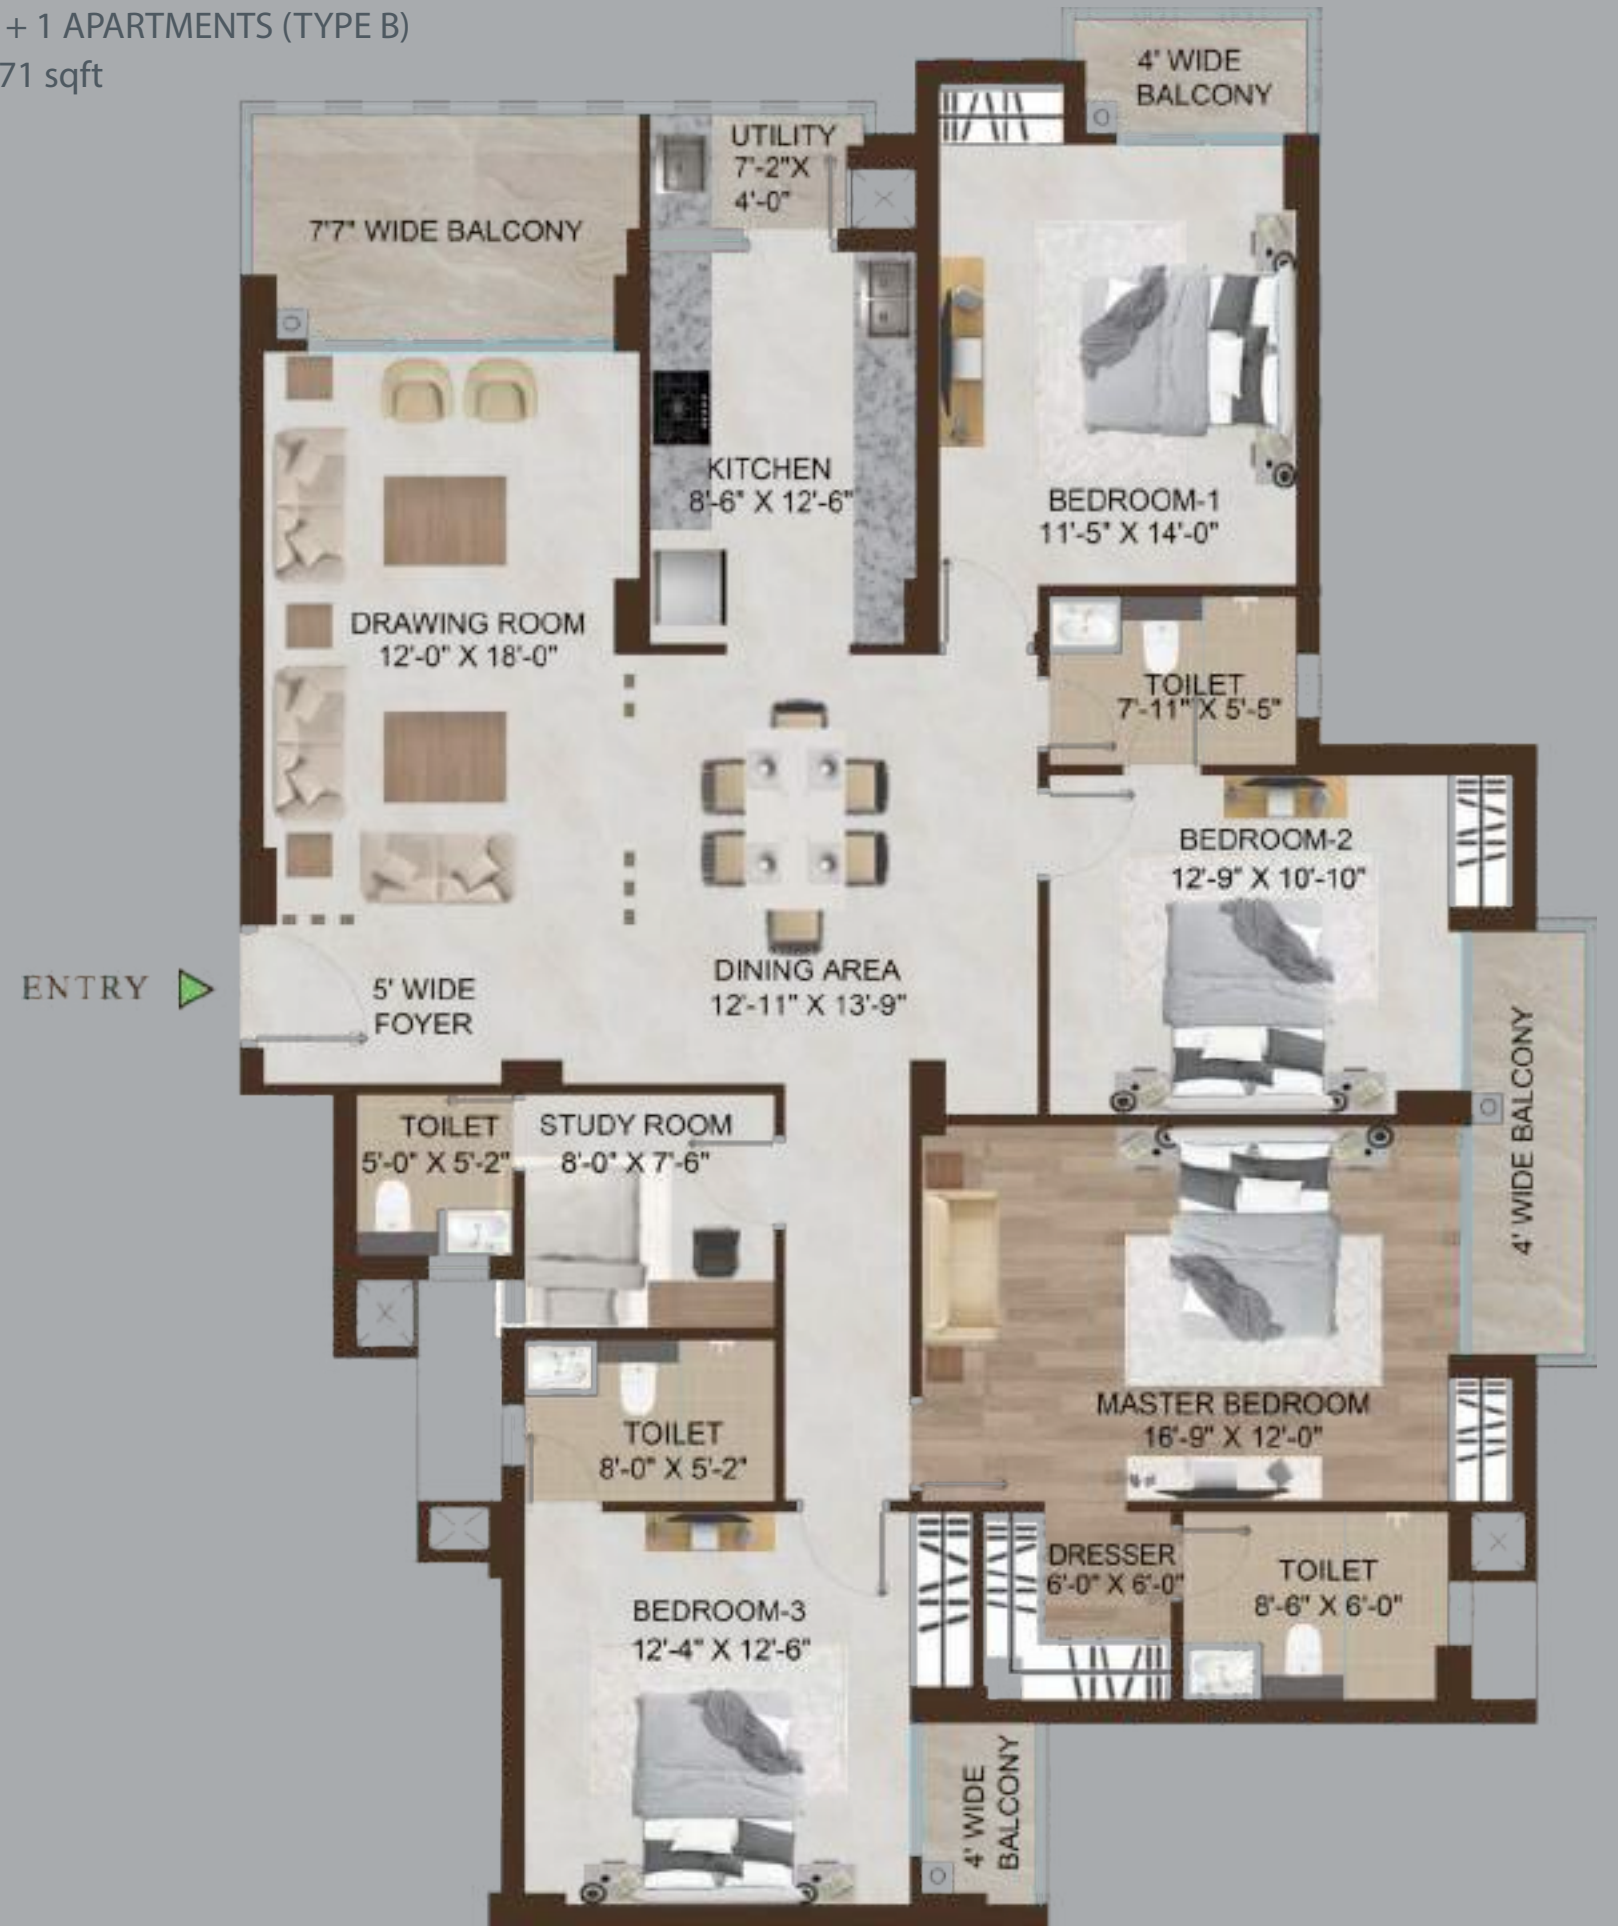 + 1 APARTMENTS (TYPE B)
71 sqft
4' WIDE
BALCONY
UTILITY
7'-2"X
4'-0"
7'7" WIDE BALCONY
KITCHEN
8'-6" X 12'-6"
BEDROOM-1
11'-5" X 14'-0"
DRAWING ROOM
12'-0" X 18'-0"
TOILET
7'-11" X 5'-5"
BEDROOM-2
12'-9" X 10'-10"
ENTRY
5' WIDE
FOYER
DINING AREA
12'-11" X 13'-9"
4' WIDE BALCONY
TOILET
5'-0" X 5'-2"
STUDY ROOM
8'-0" X 7'-6"
MASTER BEDROOM
16'-9" X 12'-0"
TOILET
8'-0" X 5'-2"
DRESSER
6'-0" X 6'-0"
TOILET
8'-6" X 6'-0"
BEDROOM-3
12'-4" X 12'-6"
4' WIDE
BALCONY